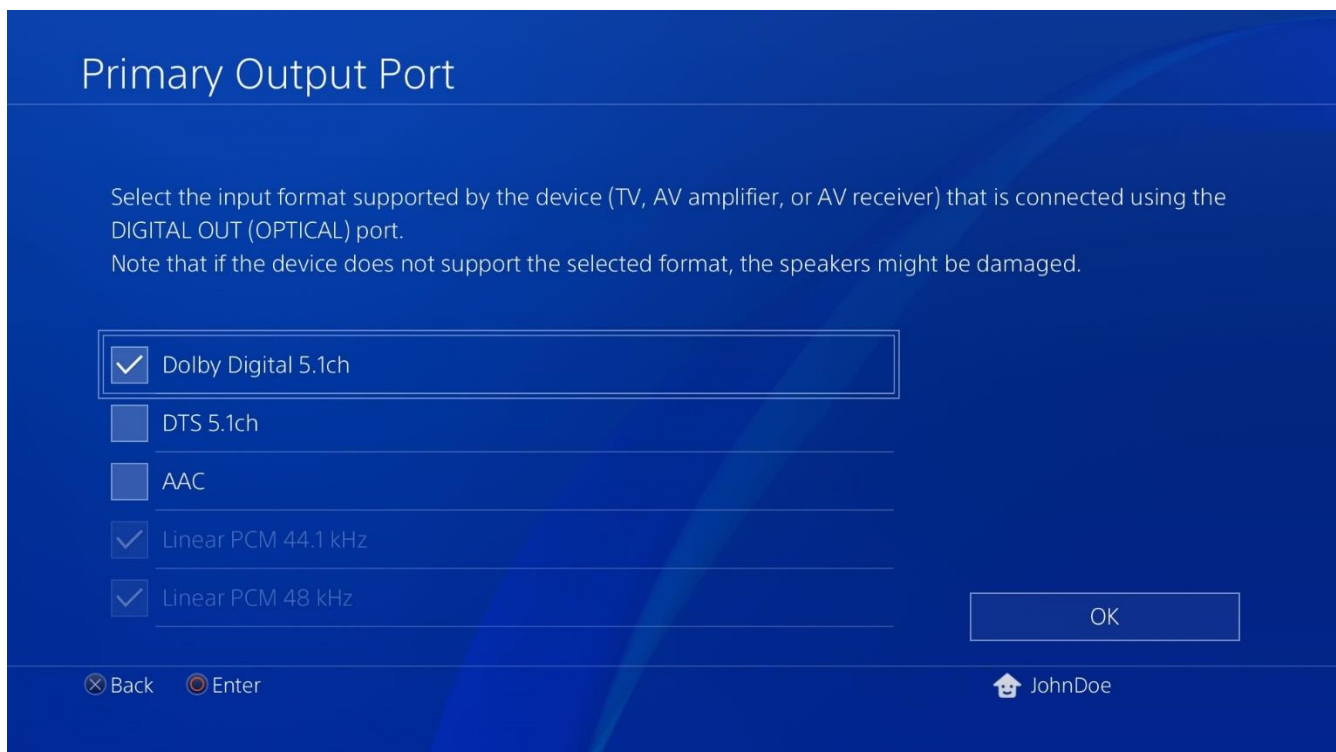 Primary Output Port
Select the input format supported by the device (TV, AV amplifier, or AV receiver) that is connected using the
DIGITAL OUT (OPTICAL) port.
Note that if the device does not support the selected format, the speakers might be damaged.
Dolby Digital 5.1ch
DTS 5.1ch
AAC
Linear PCM 44.1 kHz
Linear PCM 48 kHz
OK
Back Enter JohnDoe